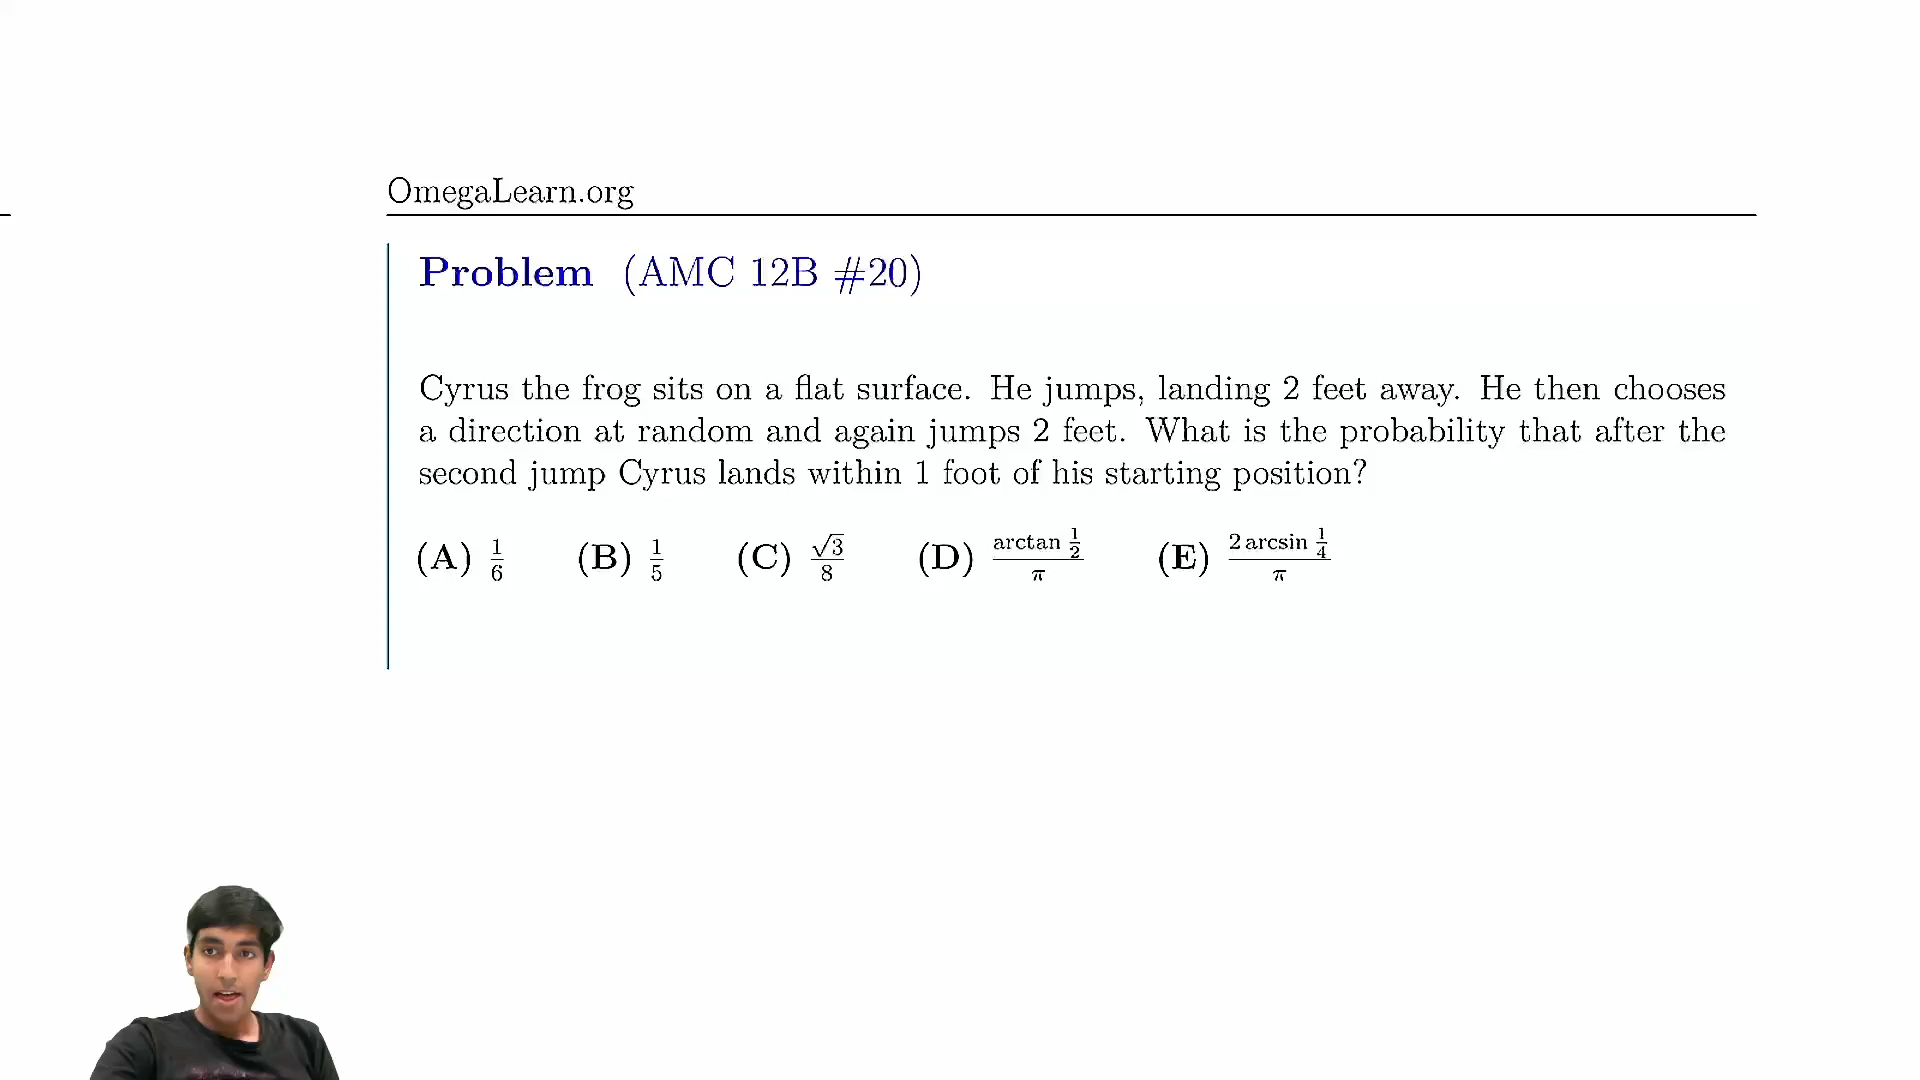 OmegaLearn.org
Problem (AMC 12B #20)
Cyrus the frog sits on a flat surface. He jumps, landing 2 feet away. He then chooses
a direction at random and again jumps 2 feet. What is the probability that after the
second jump Cyrus lands within 1 foot of his starting position?
(A) 1/6 (B) 1/5 (C) √3/8 (D) arctan 1/2 / π (E) 2 arcsin 1/4 / π